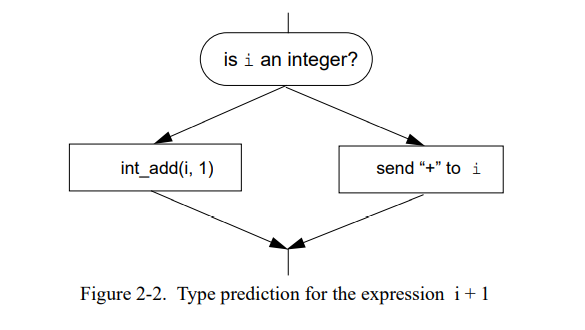 is i an integer?
int_add(i, 1)
send “+” to i
Figure 2-2. Type prediction for the expression i + 1